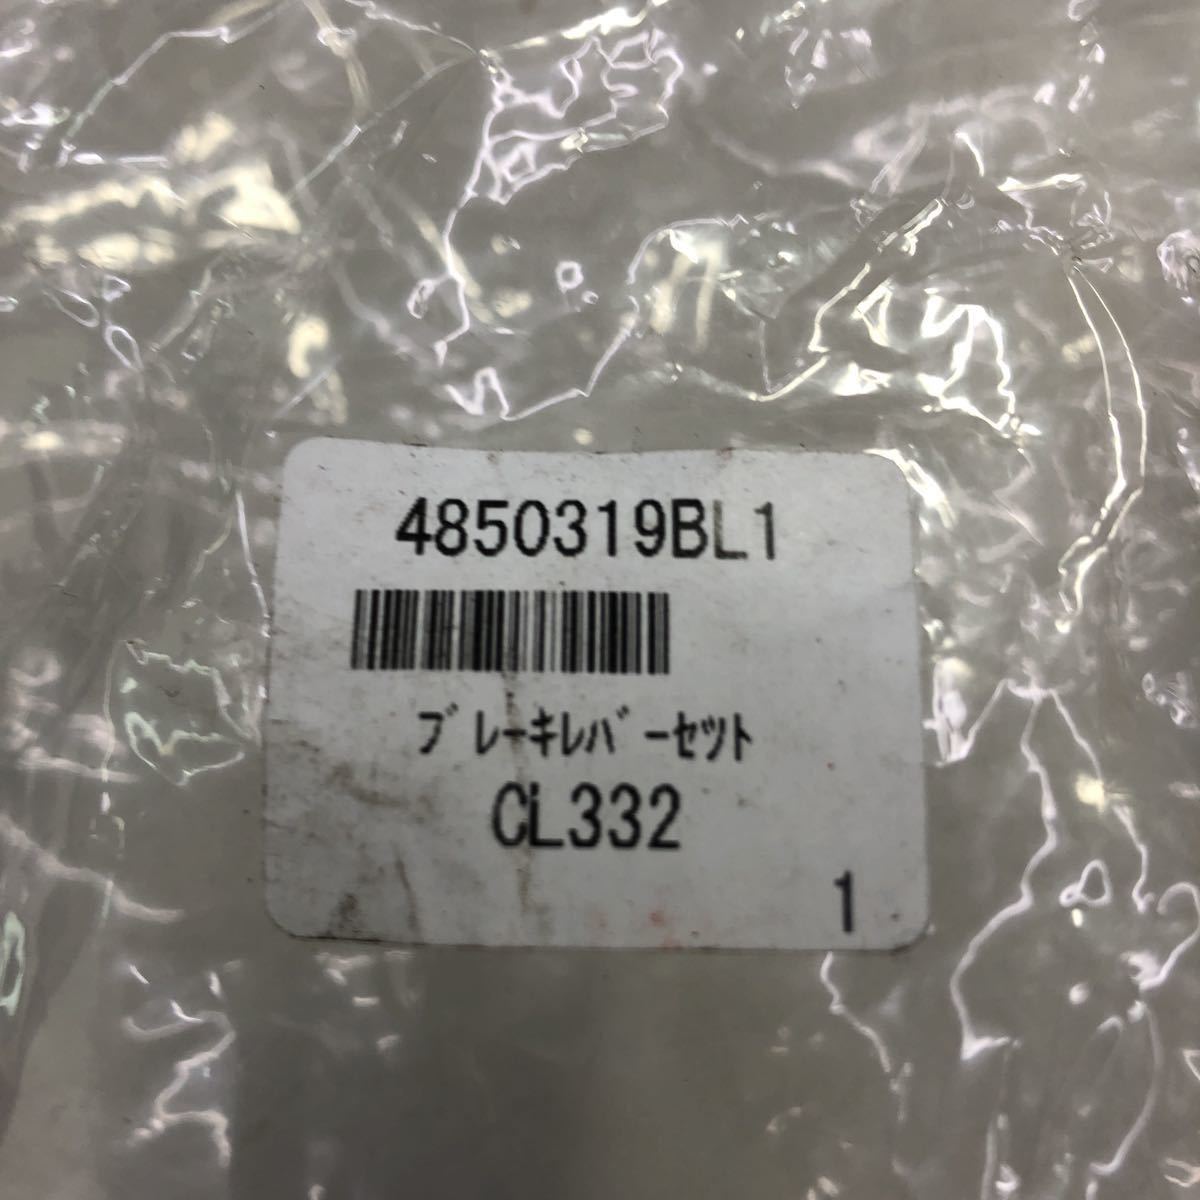 4850319BL1
ﾌﾞﾚｰｷﾚﾊﾞｰｾｯﾄ
CL332
1